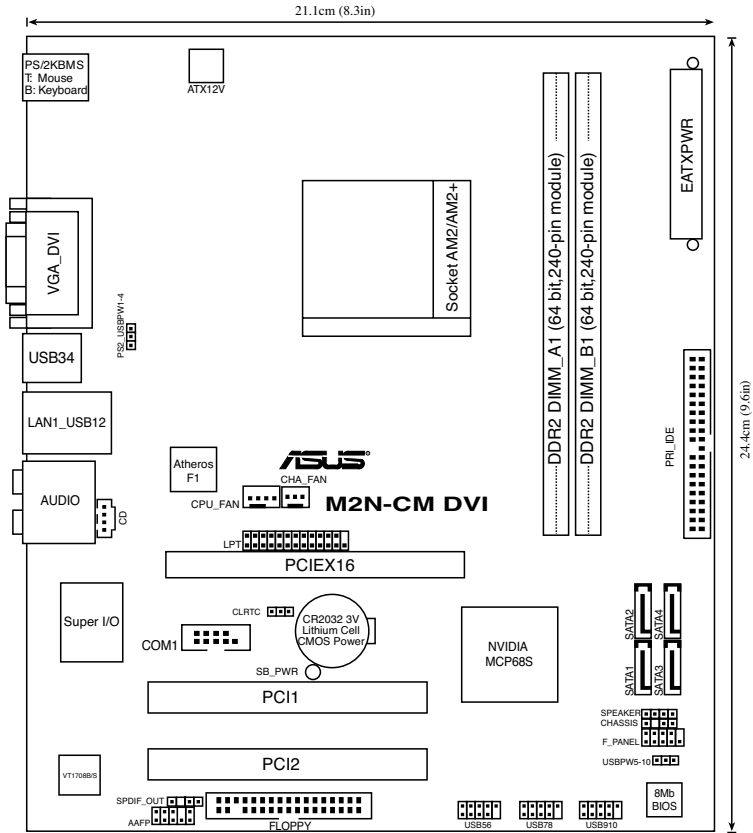 21.1cm (8.3in)
PS/2KBMS
T: Mouse
B: Keyboard
ATX12V
EATXPWR
DDR2 DIMM_A1 (64 bit,240-pin module)
DDR2 DIMM_B1 (64 bit,240-pin module)
Socket AM2/AM2+
VGA_DVI
PS2_USBPW1-4
USB34
LAN1_USB12
24.4cm (9.6in)
PRI_IDE
Atheros
F1
ASUS
CHA_FAN
CPU_FAN
M2N-CM DVI
AUDIO
CD
LPT
PCIEX16
Super I/O
CLRTC
CR2032 3V
Lithium Cell
CMOS Power
COM1
SB_PWR
NVIDIA
MCP68S
SATA2
SATA4
SATA1
SATA3
PCI1
SPEAKER
CHASSIS
F_PANEL
USBPW5-10
PCI2
VT1708B/S
SPDIF_OUT
AAFP
FLOPPY
USB56
USB78
USB910
8Mb
BIOS